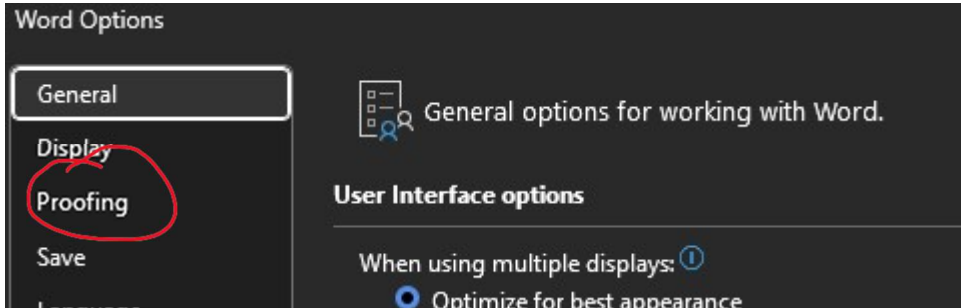 Word Options
General
Display
Proofing
Save
Language
General options for working with Word.
User Interface options
When using multiple displays:
Optimize for best appearance